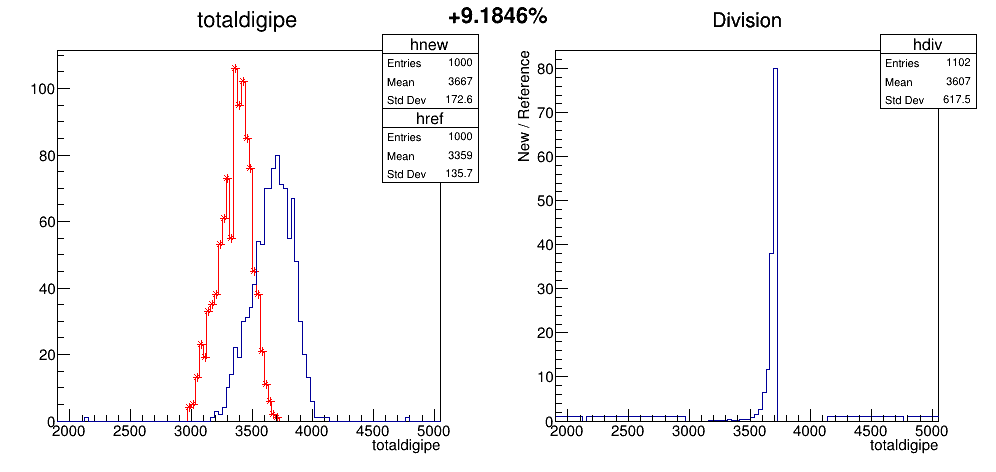 +9.1846%
totaldigipe
hnew
Entries 1000
Mean 3667
Std Dev 172.6
href
Entries 1000
Mean 3359
Std Dev 135.7
100
80
60
40
20
0
2000 2500 3000 3500 4000 4500 5000
totaldigipe
Division
hdiv
Entries 1102
Mean 3607
Std Dev 617.5
New / Reference
80
70
60
50
40
30
20
10
0
2000 2500 3000 3500 4000 4500 5000
totaldigipe